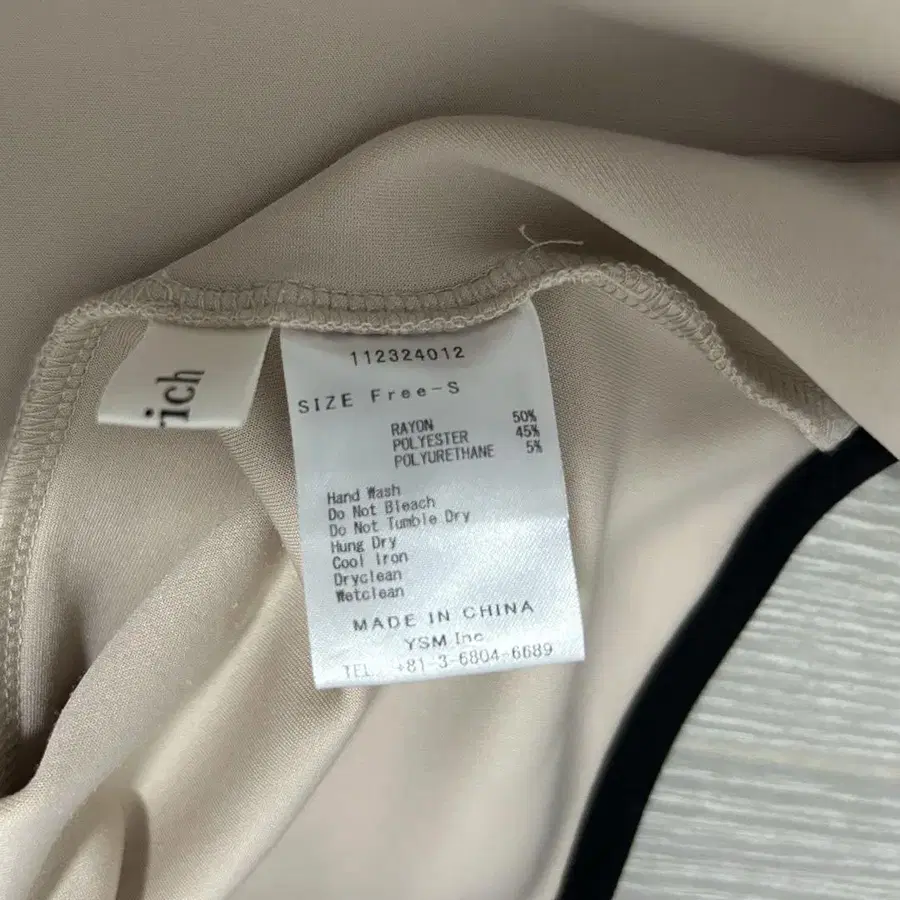 rich
112324012
SIZE Free-S
RAYON 50%
POLYESTER 45%
POLYURETHANE 5%
Hand Wash
Do Not Bleach
Do Not Tumble Dry
Hung Dry
Cool Iron
Dryclean
Wetclean
MADE IN CHINA
YSM Inc.
TEL. +81-3-6804-6689